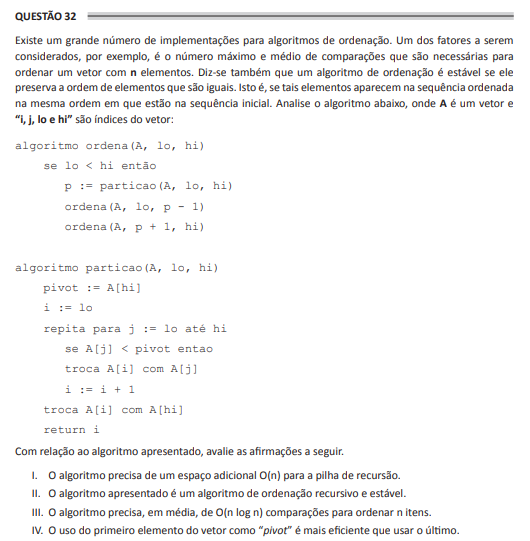 QUESTÃO 32
Existe um grande número de implementações para algoritmos de ordenação. Um dos fatores a serem
considerados, por exemplo, é o número máximo e médio de comparações que são necessárias para
ordenar um vetor com n elementos. Diz-se também que um algoritmo de ordenação é estável se ele
preserva a ordem de elementos que são iguais. Isto é, se tais elementos aparecem na sequência ordenada
na mesma ordem em que estão na sequência inicial. Analise o algoritmo abaixo, onde A é um vetor e
“i, j, lo e hi” são índices do vetor:
algoritmo ordena(A, lo, hi)
se lo < hi então
p := particao(A, lo, hi)
ordena(A, lo, p - 1)
ordena(A, p + 1, hi)
algoritmo particao(A, lo, hi)
pivot := A[hi]
i := lo
repita para j := lo até hi
se A[j] < pivot entao
troca A[i] com A[j]
i := i + 1
troca A[i] com A[hi]
return i
Com relação ao algoritmo apresentado, avalie as afirmações a seguir.
I. O algoritmo precisa de um espaço adicional O(n) para a pilha de recursão.
II. O algoritmo apresentado é um algoritmo de ordenação recursivo e estável.
III. O algoritmo precisa, em média, de O(n log n) comparações para ordenar n itens.
IV. O uso do primeiro elemento do vetor como “pivot” é mais eficiente que usar o último.